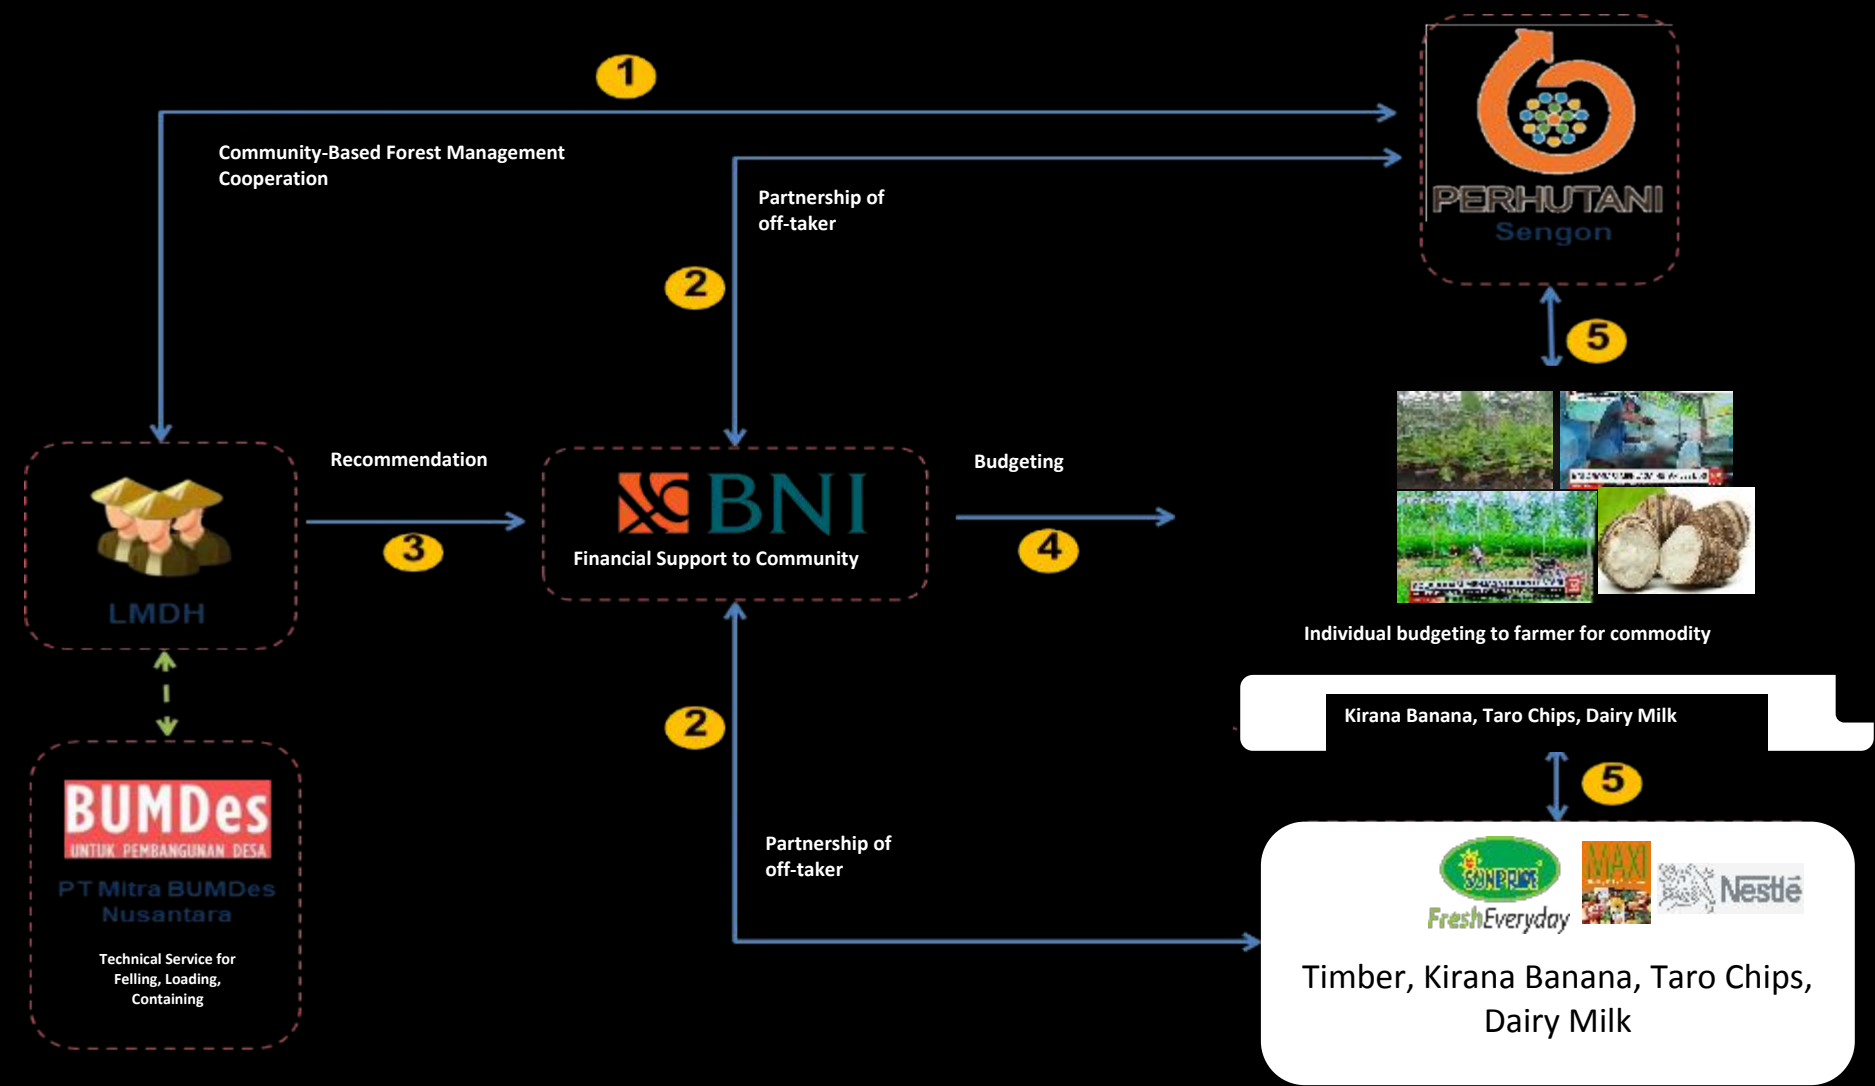 1
Community-Based Forest Management
Cooperation
PERHUTANI
Sengon
Partnership of
off-taker
2
5
Recommendation
3
LMDH
BNI
Financial Support to Community
Budgeting
4
Individual budgeting to farmer for commodity
Kirana Banana, Taro Chips, Dairy Milk
5
2
Partnership of
off-taker
BUMDes
UNTUK PEMBANGUNAN DESA
PT Mitra BUMDes
Nusantara
Technical Service for
Felling, Loading,
Containing
SUNPRIDE
FreshEveryday
MAXI
Nestlé
Timber, Kirana Banana, Taro Chips,
Dairy Milk